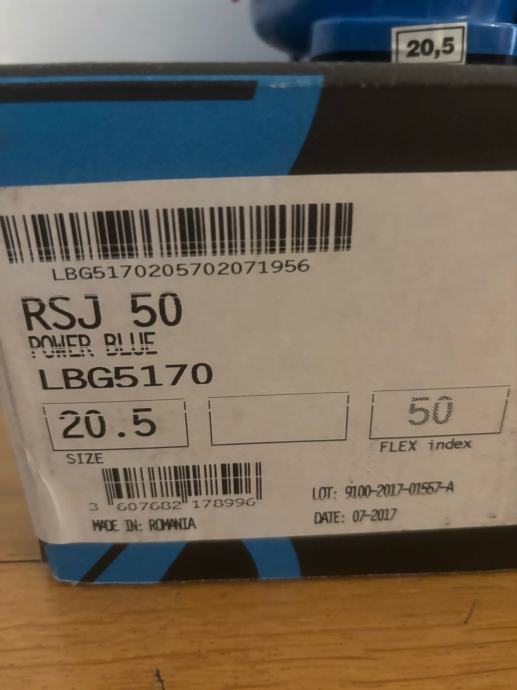 20,5
LBG5170205702071956
RSJ 50
POWER BLUE
LBG5170
20.5
50
SIZE
FLEX index
3 607682 178996
LOT: 9100-2017-01557-A
MADE IN: ROMANIA
DATE: 07-2017